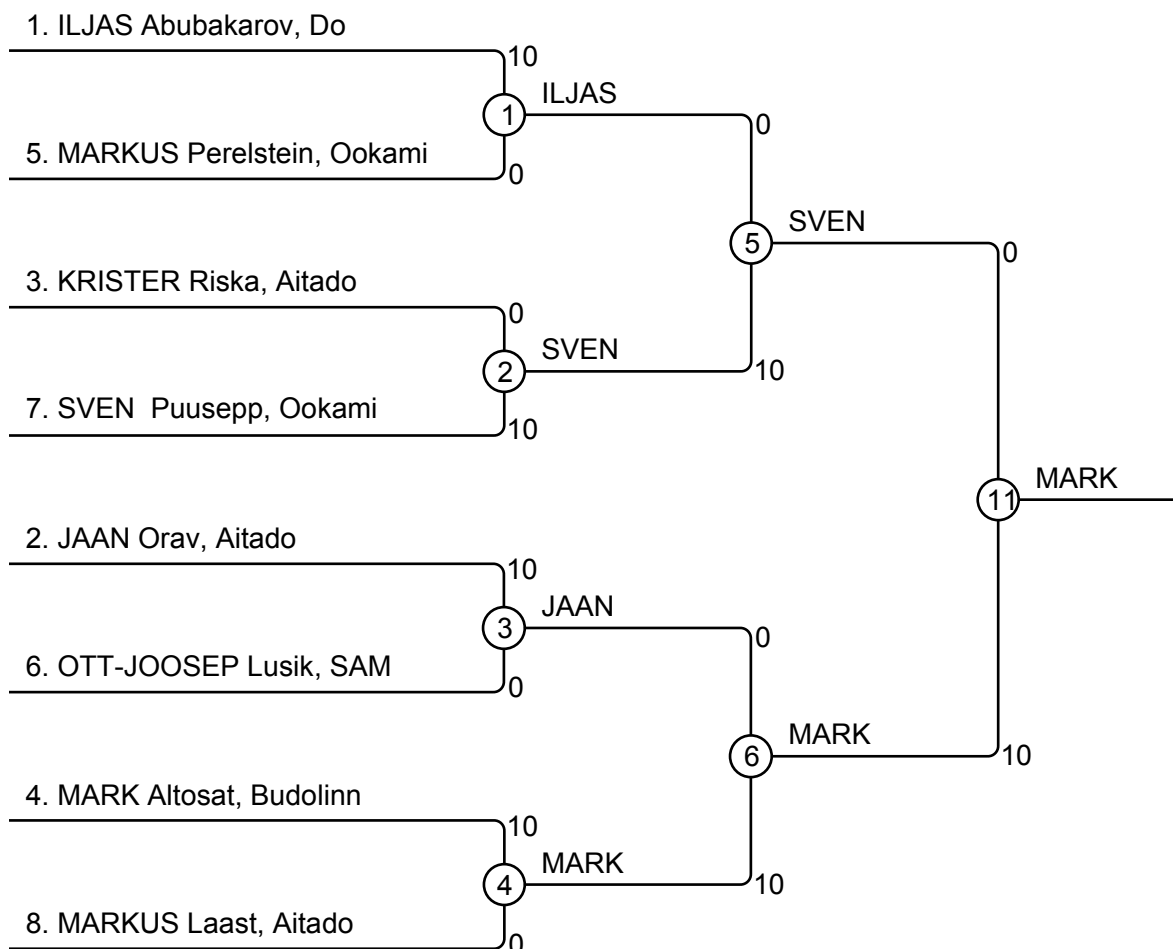 1. ILJAS Abubakarov, Do
10
ILJAS
1
0
5. MARKUS Perelstein, Ookami
0
SVEN
5
0
3. KRISTER Riska, Aitado
0
SVEN
2
10
7. SVEN  Puusepp, Ookami
10
MARK
11
2. JAAN Orav, Aitado
10
JAAN
3
0
6. OTT-JOOSEP Lusik, SAM
0
MARK
6
10
4. MARK Altosat, Budolinn
10
MARK
4
10
8. MARKUS Laast, Aitado
0